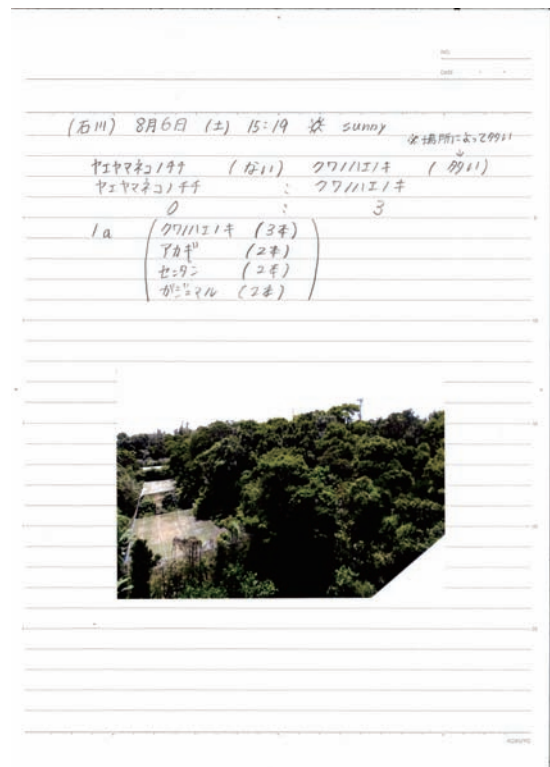 NO.
DATE
(石川) 8月6日 (土) 15:19 ☀ sunny
※場所によって多い
↓
ヤエヤマネコノチチ (ない) クワノハエノキ (多い)
ヤエヤマネコノチチ : クワノハエノキ
0 : 3
1a (クワノハエノキ (3本)
アカギ (2本)
センダン (2本)
ガジュマル (2本))
KOKUYO